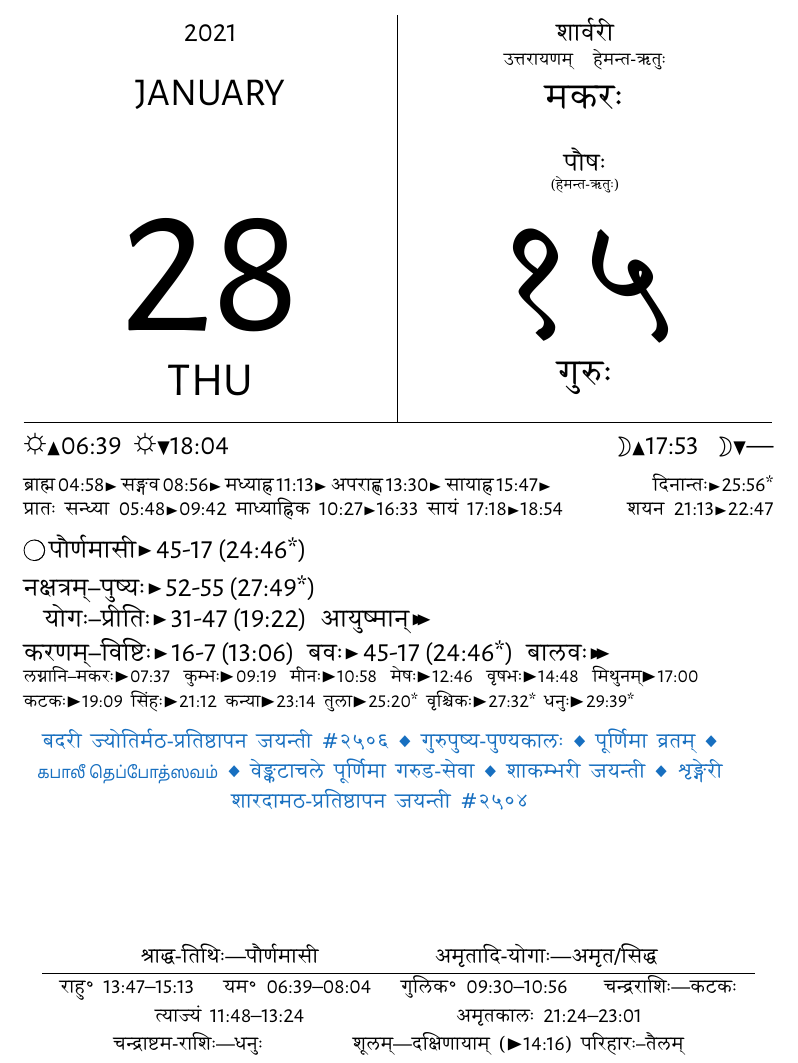 2021
JANUARY
28
THU
शार्वरी
उत्तरायणम् हेमन्त-ऋतुः
मकरः
पौषः
(हेमन्त-ऋतुः)
१५
गुरुः
☼▲06:39 ☼▼18:04 ☽▲17:53 ☽▼—
ब्राह्म 04:58► सङ्गव 08:56► मध्याह्न 11:13► अपराह्ण 13:30► सायाह्न 15:47► दिनान्तः►25:56*
प्रातः सन्ध्या 05:48►09:42 माध्याह्निक 10:27►16:33 सायं 17:18►18:54 शयन 21:13►22:47
◯पौर्णमासी► 45-17 (24:46*)
नक्षत्रम्–पुष्यः► 52-55 (27:49*)
योगः–प्रीतिः► 31-47 (19:22) आयुष्मान्►►
करणम्–विष्टिः► 16-7 (13:06) बवः► 45-17 (24:46*) बालवः►►
लग्नानि–मकरः►07:37 कुम्भः►09:19 मीनः►10:58 मेषः►12:46 वृषभः►14:48 मिथुनम्►17:00
कटकः►19:09 सिंहः►21:12 कन्या►23:14 तुला►25:20* वृश्चिकः►27:32* धनुः►29:39*
बदरी ज्योतिर्मठ-प्रतिष्ठापन जयन्ती #२५०६ ◆ गुरुपुष्य-पुण्यकालः ◆ पूर्णिमा व्रतम् ◆
கபாலீ தெப்போத்ஸவம் ◆ वेङ्कटाचले पूर्णिमा गरुड-सेवा ◆ शाकम्भरी जयन्ती ◆ शृङ्गेरी
शारदामठ-प्रतिष्ठापन जयन्ती #२५०४
श्राद्ध-तिथिः—पौर्णमासी अमृतादि-योगाः—अमृत/सिद्ध
राहु° 13:47–15:13 यम° 06:39–08:04 गुलिक° 09:30–10:56 चन्द्रराशिः—कटकः
त्याज्यं 11:48–13:24 अमृतकालः 21:24–23:01
चन्द्राष्टम-राशिः—धनुः शूलम्—दक्षिणायाम् (►14:16) परिहारः–तैलम्